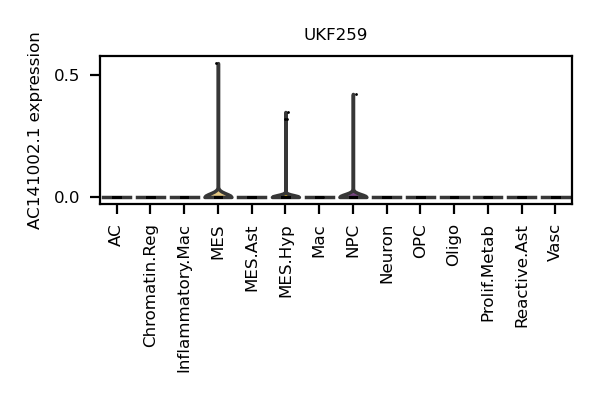 UKF259
AC141002.1 expression
0.5
0.0
AC
Chromatin.Reg
Inflammatory.Mac
MES
MES.Ast
MES.Hyp
Mac
NPC
Neuron
OPC
Oligo
Prolif.Metab
Reactive.Ast
Vasc